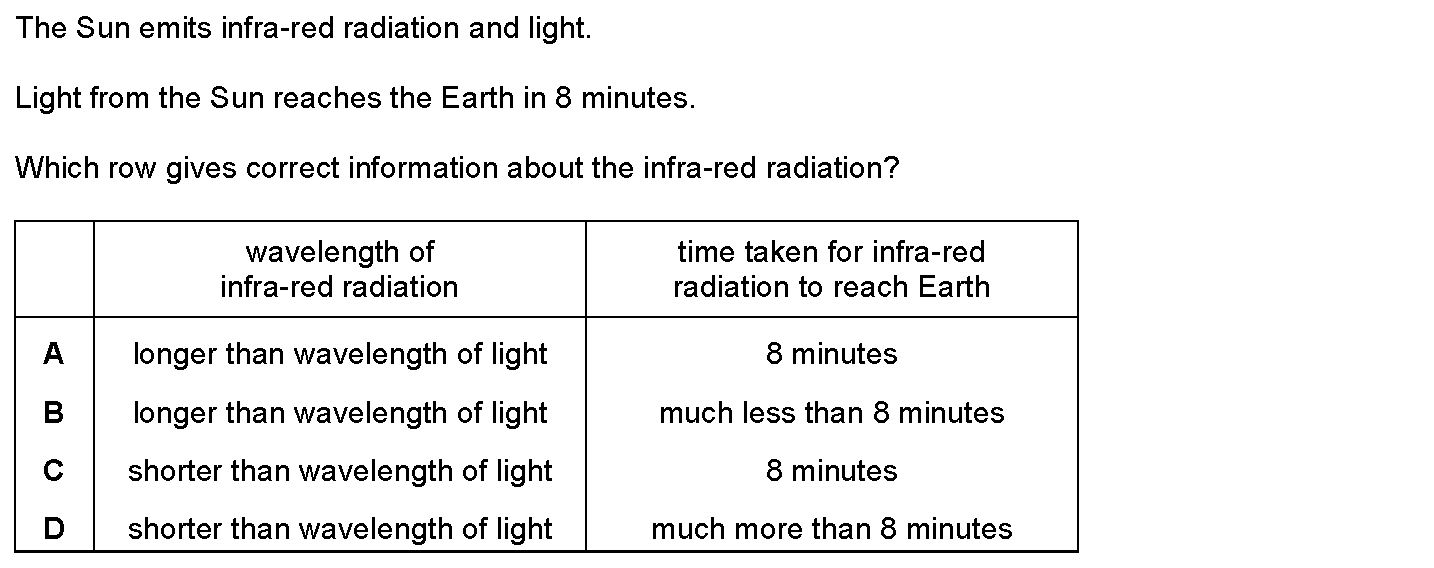 The Sun emits infra-red radiation and light.
Light from the Sun reaches the Earth in 8 minutes.
Which row gives correct information about the infra-red radiation?
wavelength of
infra-red radiation
time taken for infra-red
radiation to reach Earth
A longer than wavelength of light 8 minutes
B longer than wavelength of light much less than 8 minutes
C shorter than wavelength of light 8 minutes
D shorter than wavelength of light much more than 8 minutes